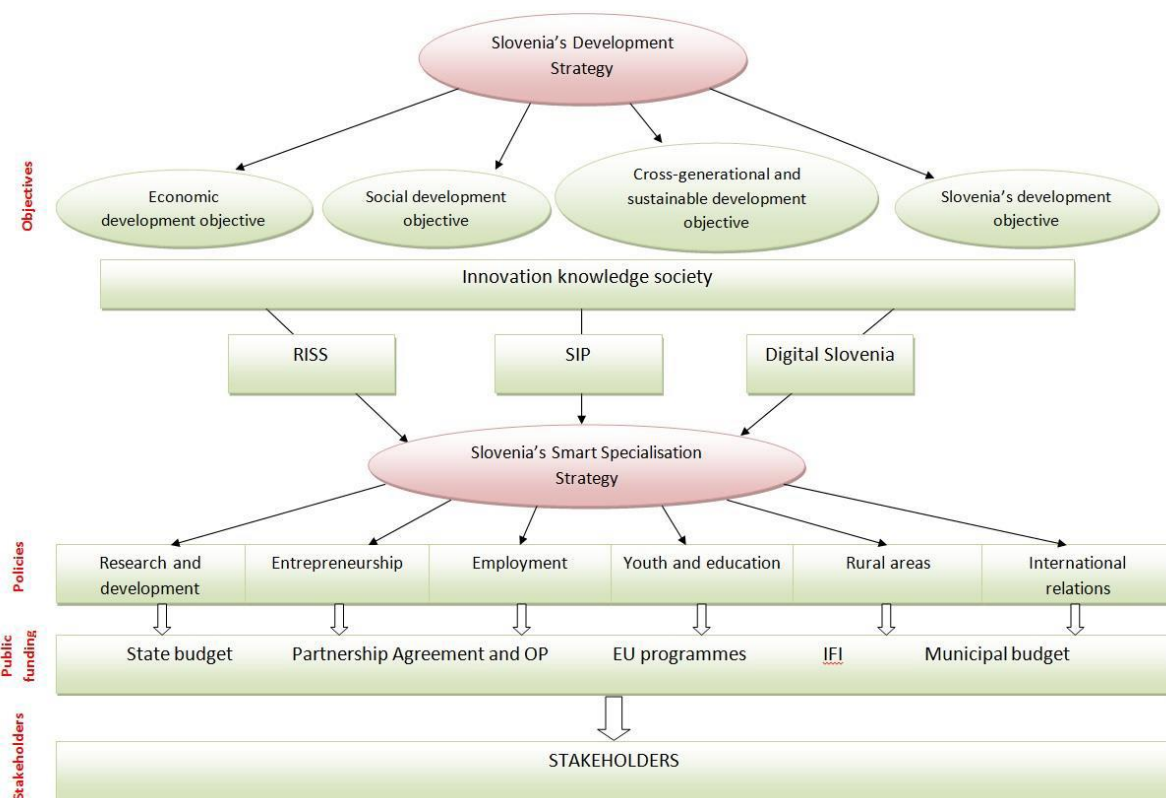 Slovenia's Development
Strategy
Objectives
Economic
development objective
Social development
objective
Cross-generational and
sustainable development
objective
Slovenia's development
objective
Innovation knowledge society
RISS
SIP
Digital Slovenia
Slovenia's Smart Specialisation
Strategy
Policies
Research and
development
Entrepreneurship
Employment
Youth and education
Rural areas
International
relations
Public
funding
State budget
Partnership Agreement and OP
EU programmes
IFI
Municipal budget
Stakeholders
STAKEHOLDERS